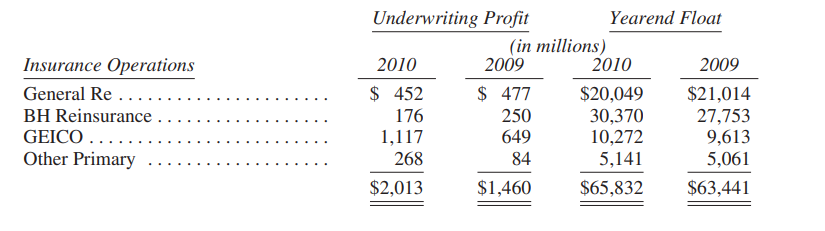 Underwriting Profit Yearend Float
(in millions)
Insurance Operations 2010 2009 2010 2009
General Re ........................ $ 452 $ 477 $20,049 $21,014
BH Reinsurance ................... 176 250 30,370 27,753
GEICO ........................... 1,117 649 10,272 9,613
Other Primary .................... 268 84 5,141 5,061
$2,013 $1,460 $65,832 $63,441